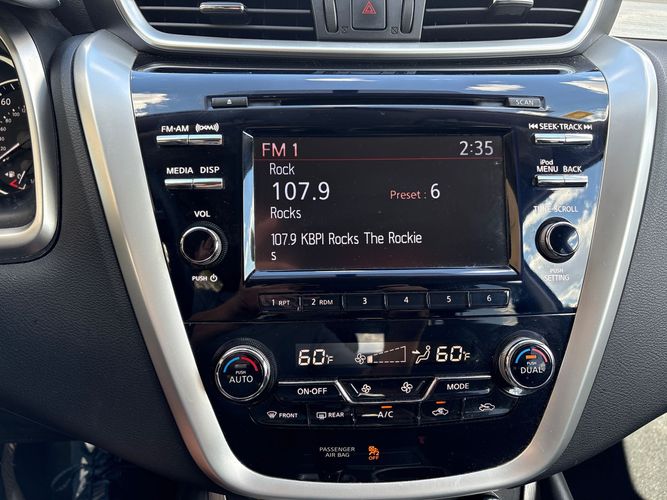 SCAN
FM·AM
SEEK·TRACK
MEDIA DISP
iPod
MENU BACK
FM 1 2:35
Rock
107.9 Preset : 6
Rocks
107.9 KBPI Rocks The Rockie
s
VOL
PUSH
TUNE·SCROLL
PUSH
SETTING
1 RPT 2 RDM 3 4 5 6
60°F 60°F
PUSH
AUTO
PUSH
DUAL
ON·OFF MODE
FRONT REAR A/C
PASSENGER
AIR BAG OFF
60